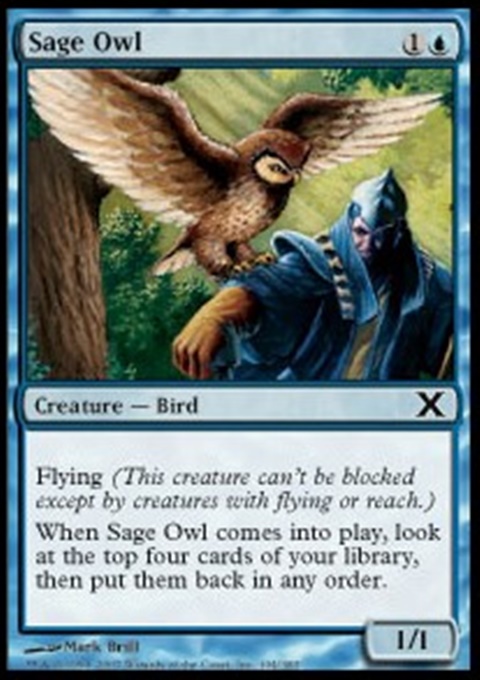 Sage Owl 1
Creature — Bird X
Flying (This creature can't be blocked
except by creatures with flying or reach.)
When Sage Owl comes into play, look
at the top four cards of your library,
then put them back in any order.
Mark Brill
1/1